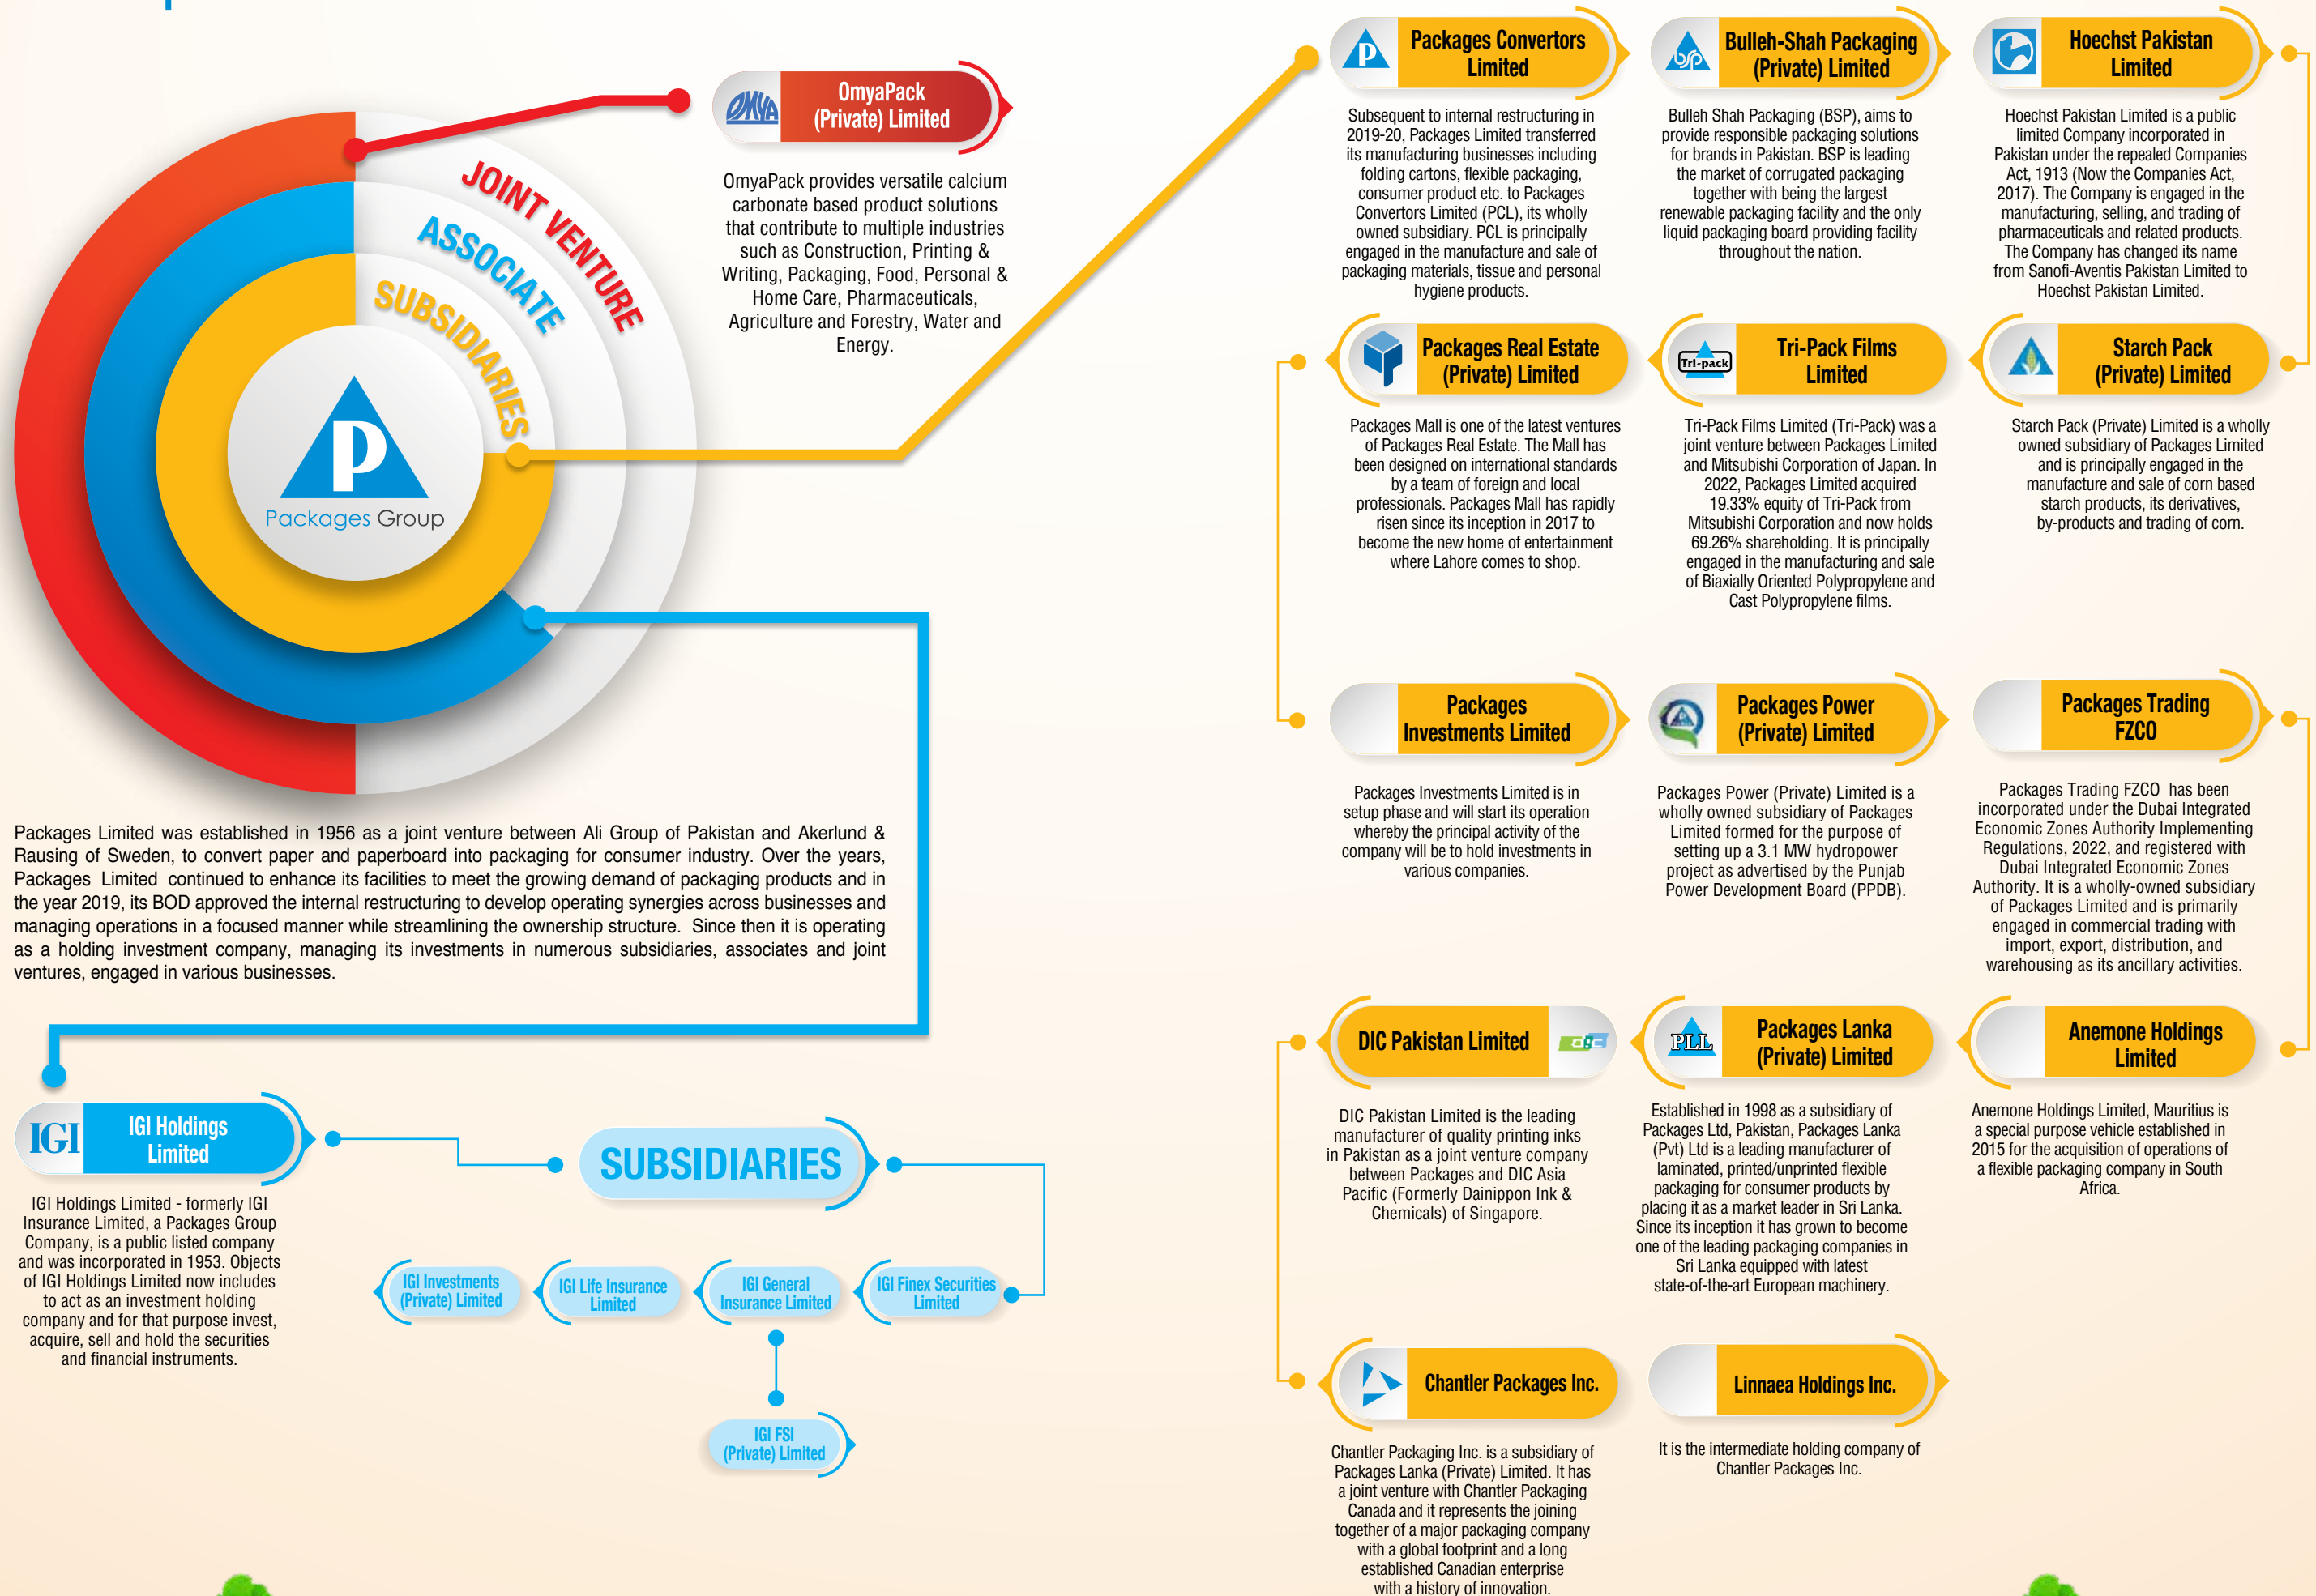 JOINT VENTURE
ASSOCIATE
SUBSIDIARIES
P
Packages Group
OMYA
OmyaPack
(Private) Limited
OmyaPack provides versatile calcium
carbonate based product solutions
that contribute to multiple industries
such as Construction, Printing &
Writing, Packaging, Food, Personal &
Home Care, Pharmaceuticals,
Agriculture and Forestry, Water and
Energy.
Packages Limited was established in 1956 as a joint venture between Ali Group of Pakistan and Akerlund &
Rausing of Sweden, to convert paper and paperboard into packaging for consumer industry. Over the years,
Packages Limited continued to enhance its facilities to meet the growing demand of packaging products and in
the year 2019, its BOD approved the internal restructuring to develop operating synergies across businesses and
managing operations in a focused manner while streamlining the ownership structure. Since then it is operating
as a holding investment company, managing its investments in numerous subsidiaries, associates and joint
ventures, engaged in various businesses.
IGI
IGI Holdings
Limited
IGI Holdings Limited - formerly IGI
Insurance Limited, a Packages Group
Company, is a public listed company
and was incorporated in 1953. Objects
of IGI Holdings Limited now includes
to act as an investment holding
company and for that purpose invest,
acquire, sell and hold the securities
and financial instruments.
SUBSIDIARIES
IGI Investments
(Private) Limited
IGI Life Insurance
Limited
IGI General
Insurance Limited
IGI Finex Securities
Limited
IGI FSI
(Private) Limited
P
Packages Convertors
Limited
Subsequent to internal restructuring in
2019-20, Packages Limited transferred
its manufacturing businesses including
folding cartons, flexible packaging,
consumer product etc. to Packages
Convertors Limited (PCL), its wholly
owned subsidiary. PCL is principally
engaged in the manufacture and sale of
packaging materials, tissue and personal
hygiene products.
bsp
Bulleh-Shah Packaging
(Private) Limited
Bulleh Shah Packaging (BSP), aims to
provide responsible packaging solutions
for brands in Pakistan. BSP is leading
the market of corrugated packaging
together with being the largest
renewable packaging facility and the only
liquid packaging board providing facility
throughout the nation.
Hoechst Pakistan
Limited
Hoechst Pakistan Limited is a public
limited Company incorporated in
Pakistan under the repealed Companies
Act, 1913 (Now the Companies Act,
2017). The Company is engaged in the
manufacturing, selling, and trading of
pharmaceuticals and related products.
The Company has changed its name
from Sanofi-Aventis Pakistan Limited to
Hoechst Pakistan Limited.
Packages Real Estate
(Private) Limited
Packages Mall is one of the latest ventures
of Packages Real Estate. The Mall has
been designed on international standards
by a team of foreign and local
professionals. Packages Mall has rapidly
risen since its inception in 2017 to
become the new home of entertainment
where Lahore comes to shop.
Tri-pack
Tri-Pack Films
Limited
Tri-Pack Films Limited (Tri-Pack) was a
joint venture between Packages Limited
and Mitsubishi Corporation of Japan. In
2022, Packages Limited acquired
19.33% equity of Tri-Pack from
Mitsubishi Corporation and now holds
69.26% shareholding. It is principally
engaged in the manufacturing and sale
of Biaxially Oriented Polypropylene and
Cast Polypropylene films.
Starch Pack
(Private) Limited
Starch Pack (Private) Limited is a wholly
owned subsidiary of Packages Limited
and is principally engaged in the
manufacture and sale of corn based
starch products, its derivatives,
by-products and trading of corn.
Packages
Investments Limited
Packages Investments Limited is in
setup phase and will start its operation
whereby the principal activity of the
company will be to hold investments in
various companies.
Packages Power
(Private) Limited
Packages Power (Private) Limited is a
wholly owned subsidiary of Packages
Limited formed for the purpose of
setting up a 3.1 MW hydropower
project as advertised by the Punjab
Power Development Board (PPDB).
Packages Trading
FZCO
Packages Trading FZCO has been
incorporated under the Dubai Integrated
Economic Zones Authority Implementing
Regulations, 2022, and registered with
Dubai Integrated Economic Zones
Authority. It is a wholly-owned subsidiary
of Packages Limited and is primarily
engaged in commercial trading with
import, export, distribution, and
warehousing as its ancillary activities.
DIC Pakistan Limited
DIC
DIC Pakistan Limited is the leading
manufacturer of quality printing inks
in Pakistan as a joint venture company
between Packages and DIC Asia
Pacific (Formerly Dainippon Ink &
Chemicals) of Singapore.
PLL
Packages Lanka
(Private) Limited
Established in 1998 as a subsidiary of
Packages Ltd, Pakistan, Packages Lanka
(Pvt) Ltd is a leading manufacturer of
laminated, printed/unprinted flexible
packaging for consumer products by
placing it as a market leader in Sri Lanka.
Since its inception it has grown to become
one of the leading packaging companies in
Sri Lanka equipped with latest
state-of-the-art European machinery.
Anemone Holdings
Limited
Anemone Holdings Limited, Mauritius is
a special purpose vehicle established in
2015 for the acquisition of operations of
a flexible packaging company in South
Africa.
Chantler Packages Inc.
Chantler Packaging Inc. is a subsidiary of
Packages Lanka (Private) Limited. It has
a joint venture with Chantler Packaging
Canada and it represents the joining
together of a major packaging company
with a global footprint and a long
established Canadian enterprise
with a history of innovation.
Linnaea Holdings Inc.
It is the intermediate holding company of
Chantler Packages Inc.